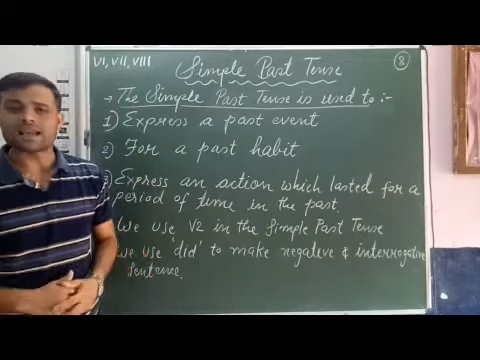 VI, VII, VIII
8
Simple Past Tense
→ The Simple Past Tense is used to :-
1) Express a past event
2) For a past habit
3) Express an action which lasted for a
period of time in the past.
We use V2 in the Simple Past Tense
We use 'did' to make negative & interrogative
Sentence.